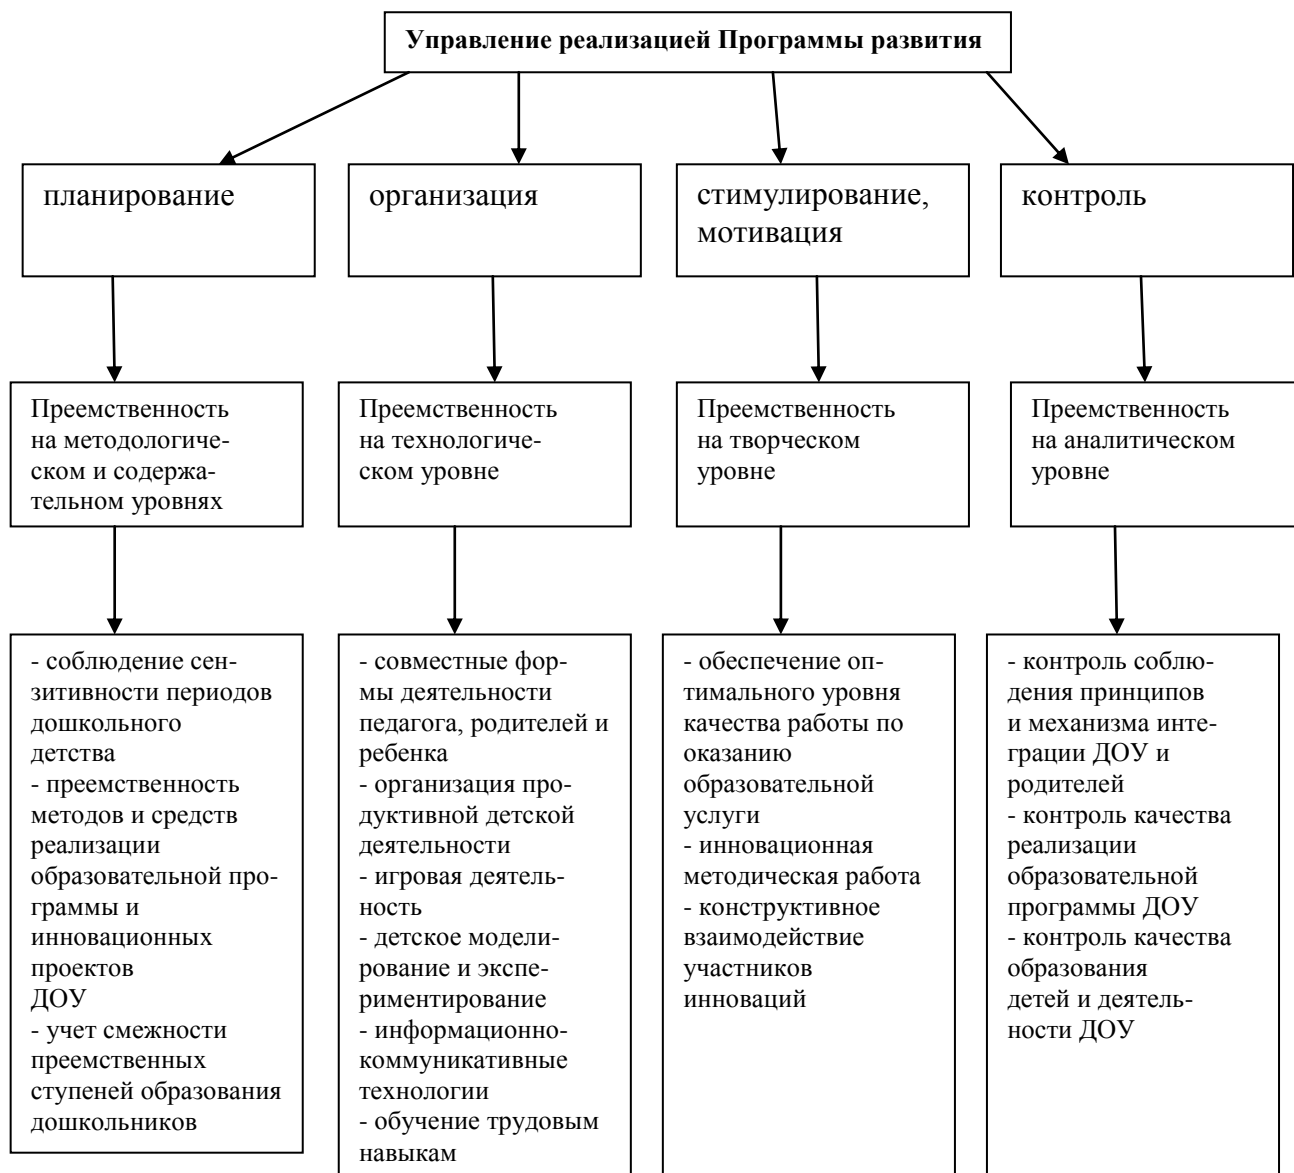 Управление реализацией Программы развития
планирование
организация
стимулирование,
мотивация
контроль
Преемственность
на методологиче-
ском и содержа-
тельном уровнях
Преемственность
на технологиче-
ском уровне
Преемственность
на творческом
уровне
Преемственность
на аналитическом
уровне
- соблюдение сен-
зитивности периодов
дошкольного
детства
- преемственность
методов и средств
реализации
образовательной про-
граммы и
инновационных
проектов
ДОУ
- учет смежности
преемственных
ступеней образования
дошкольников
- совместные фор-
мы деятельности
педагога, родителей и
ребенка
- организация про-
дуктивной детской
деятельности
- игровая деятель-
ность
- детское модели-
рование и экспе-
риментирование
- информационно-
коммуникативные
технологии
- обучение трудовым
навыкам
- обеспечение оп-
тимального уровня
качества работы по
оказанию
образовательной
услуги
- инновационная
методическая работа
- конструктивное
взаимодействие
участников
инноваций
- контроль соблю-
дения принципов
и механизма инте-
грации ДОУ и
родителей
- контроль качества
реализации
образовательной
программы ДОУ
- контроль качества
образования
детей и деятель-
ности ДОУ